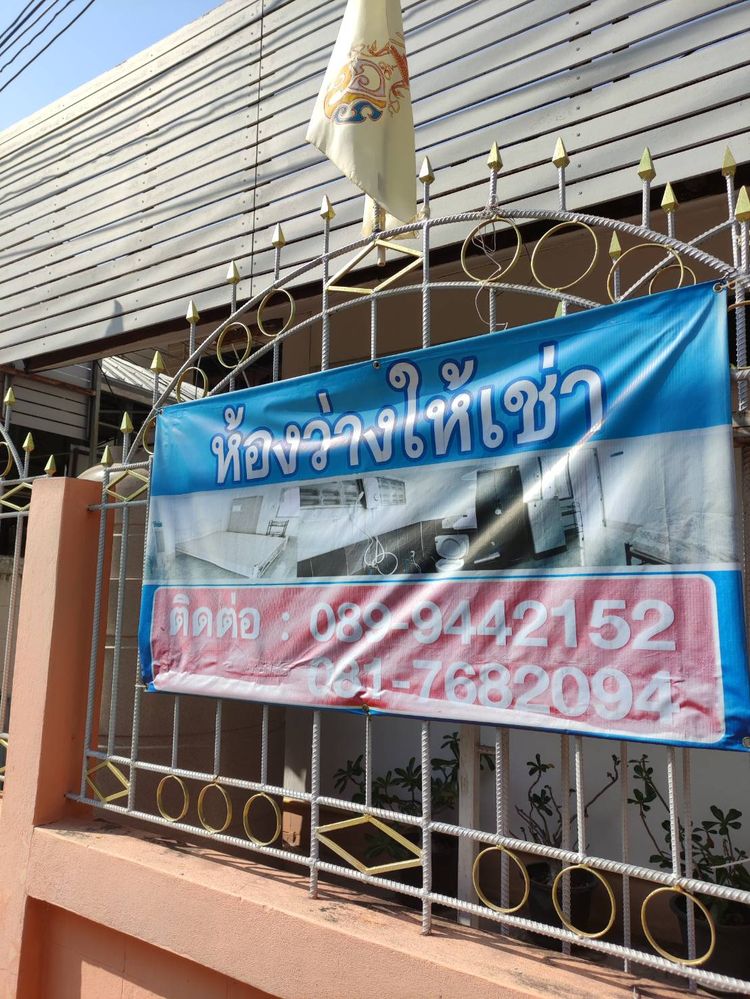 ห้องว่างให้เช่า
ติดต่อ : 089-9442152
081-7682094